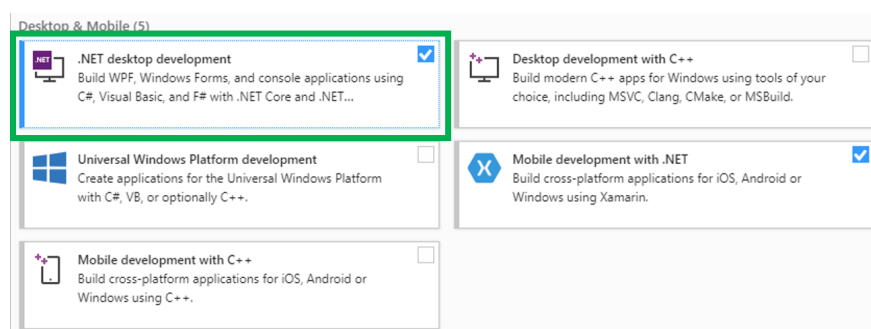 Desktop & Mobile (5)
.NET
.NET desktop development
Build WPF, Windows Forms, and console applications using
C#, Visual Basic, and F# with .NET Core and .NET...
Desktop development with C++
Build modern C++ apps for Windows using tools of your
choice, including MSVC, Clang, CMake, or MSBuild.
Universal Windows Platform development
Create applications for the Universal Windows Platform
with C#, VB, or optionally C++.
Mobile development with .NET
Build cross-platform applications for iOS, Android or
Windows using Xamarin.
Mobile development with C++
Build cross-platform applications for iOS, Android or
Windows using C++.